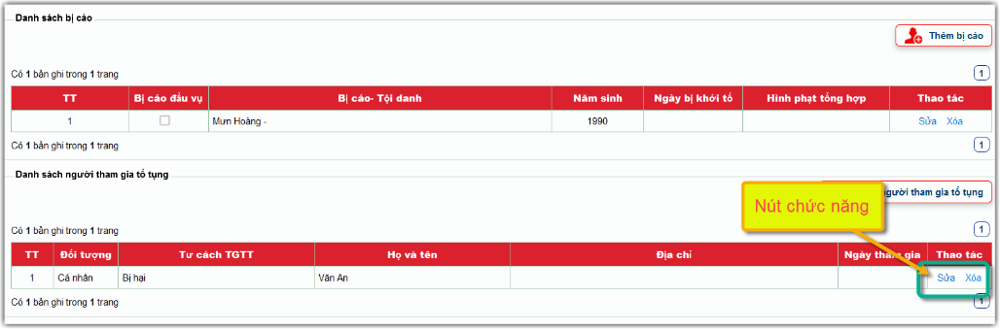 Danh sách bị cáo
Thêm bị cáo
Có 1 bản ghi trong 1 trang
1
TT Bị cáo đầu vụ Bị cáo- Tội danh Năm sinh Ngày bị khởi tố Hình phạt tổng hợp Thao tác
1 Mưn Hoàng - 1990 Sửa Xóa
Có 1 bản ghi trong 1 trang
1
Danh sách người tham gia tố tụng
gười tham gia tố tụng
Nút chức năng
Có 1 bản ghi trong 1 trang
1
TT Đối tượng Tư cách TGTT Họ và tên Địa chỉ Ngày tham gia Thao tác
1 Cá nhân Bị hại Văn An Sửa Xóa
Có 1 bản ghi trong 1 trang
1